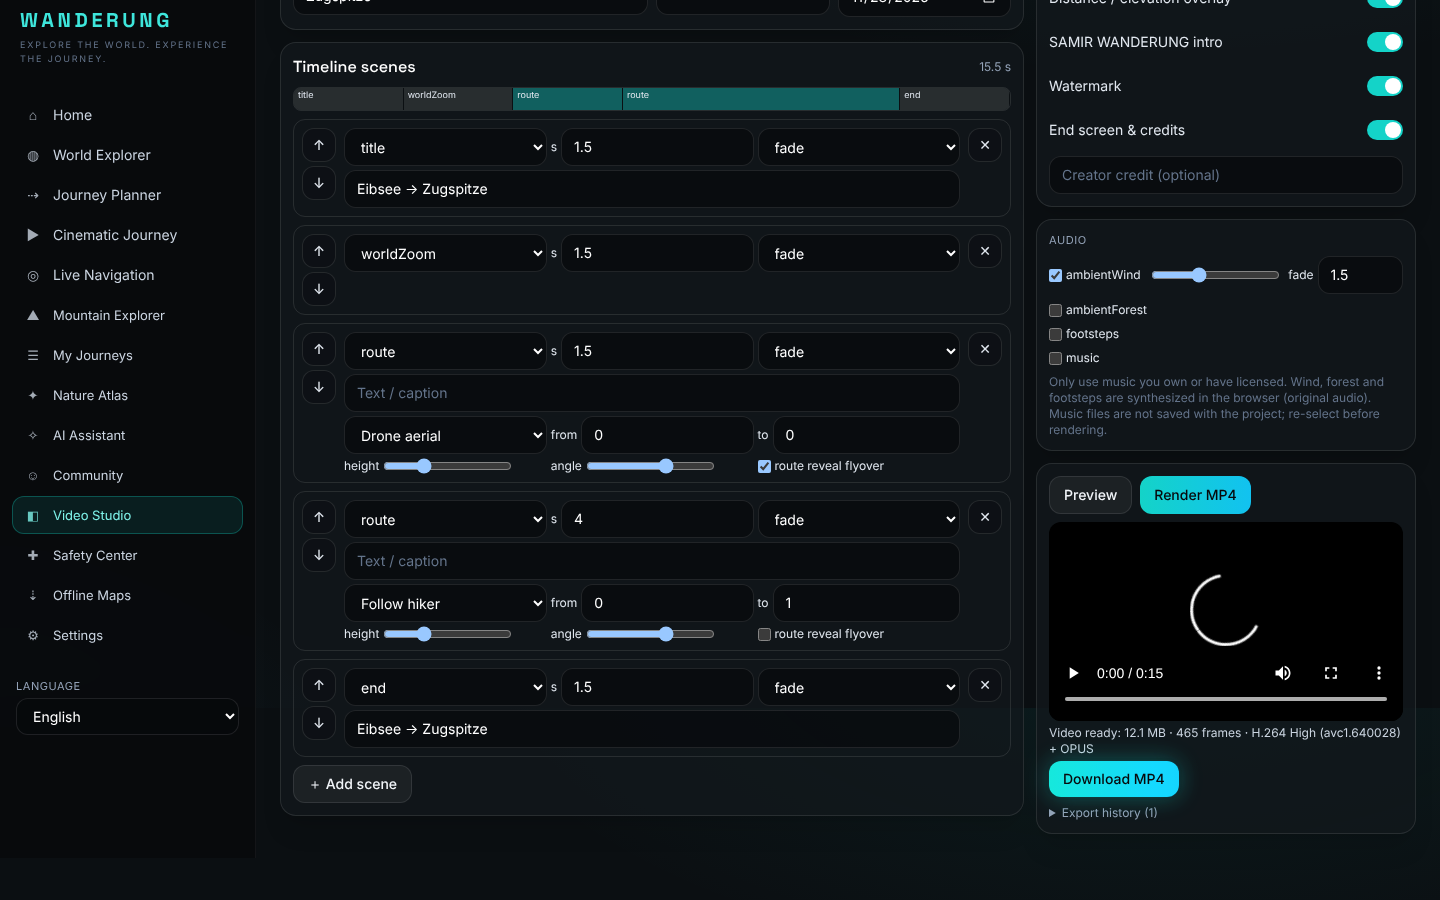 WANDERUNG
EXPLORE THE WORLD. EXPERIENCE
THE JOURNEY.
Home
World Explorer
Journey Planner
Cinematic Journey
Live Navigation
Mountain Explorer
My Journeys
Nature Atlas
AI Assistant
Community
Video Studio
Safety Center
Offline Maps
Settings
LANGUAGE
English
Timeline scenes
15.5 s
title
worldZoom
route
route
end
↑ title s 1.5 fade ✕
↓ Eibsee → Zugspitze
↑ worldZoom s 1.5 fade ✕
↓
↑ route s 1.5 fade ✕
↓ Text / caption
Drone aerial from 0 to 0
height angle route reveal flyover
↑ route s 4 fade ✕
↓ Text / caption
Follow hiker from 0 to 1
height angle route reveal flyover
↑ end s 1.5 fade ✕
↓ Eibsee → Zugspitze
+ Add scene
SAMIR WANDERUNG intro
Watermark
End screen & credits
Creator credit (optional)
AUDIO
ambientWind fade 1.5
ambientForest
footsteps
music
Only use music you own or have licensed. Wind, forest and
footsteps are synthesized in the browser (original audio).
Music files are not saved with the project; re-select before
rendering.
Preview
Render MP4
0:00 / 0:15
Video ready: 12.1 MB · 465 frames · H.264 High (avc1.640028)
+ OPUS
Download MP4
Export history (1)